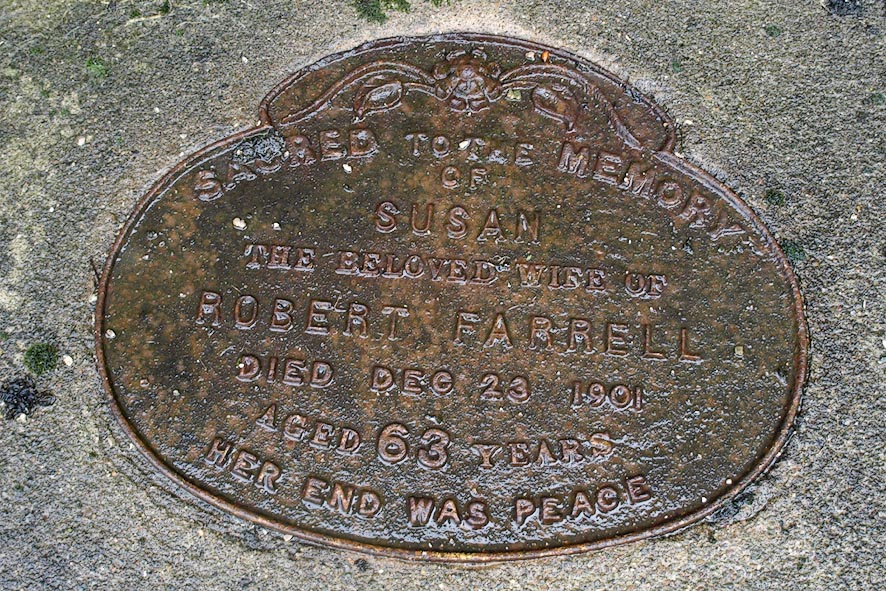 SACRED TO THE MEMORY
OF
SUSAN
THE BELOVED WIFE OF
ROBERT FARRELL
DIED DEC 23 1901
AGED 63 YEARS
HER END WAS PEACE